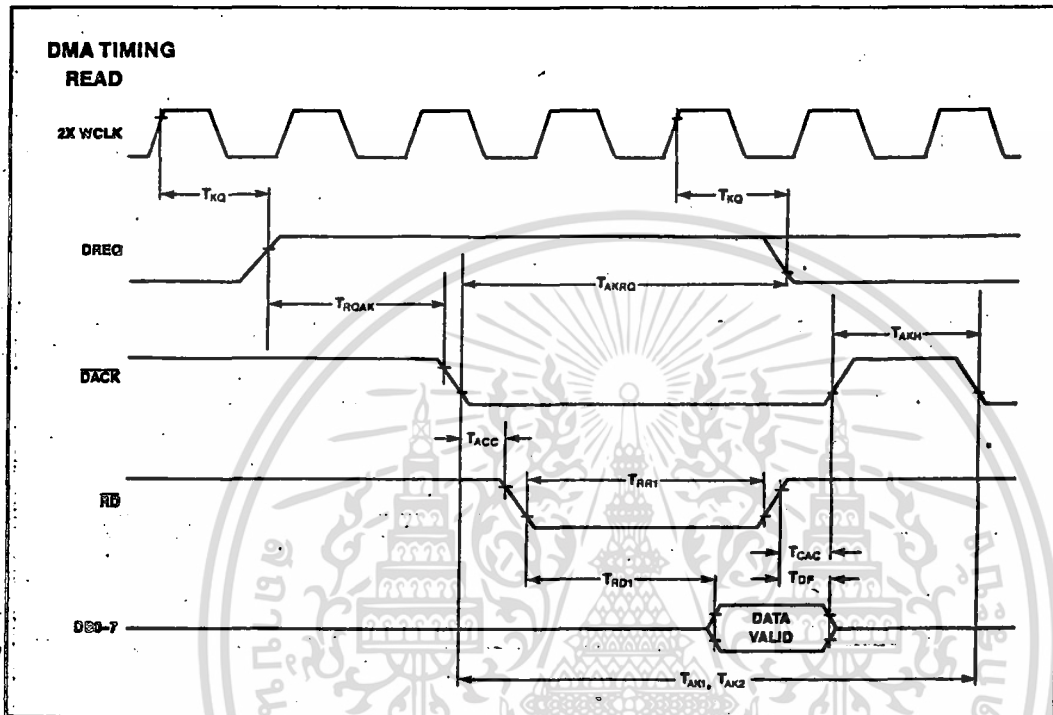 DMA TIMING
READ
2X WCLK
TKQ
TKQ
DREQ
TRQAK
TAKRQ
TAKH
DACK
TACC
TRR1
RD
TCAC
TRD1
TDF
DB0-7
DATA
VALID
TAK1, TAK2